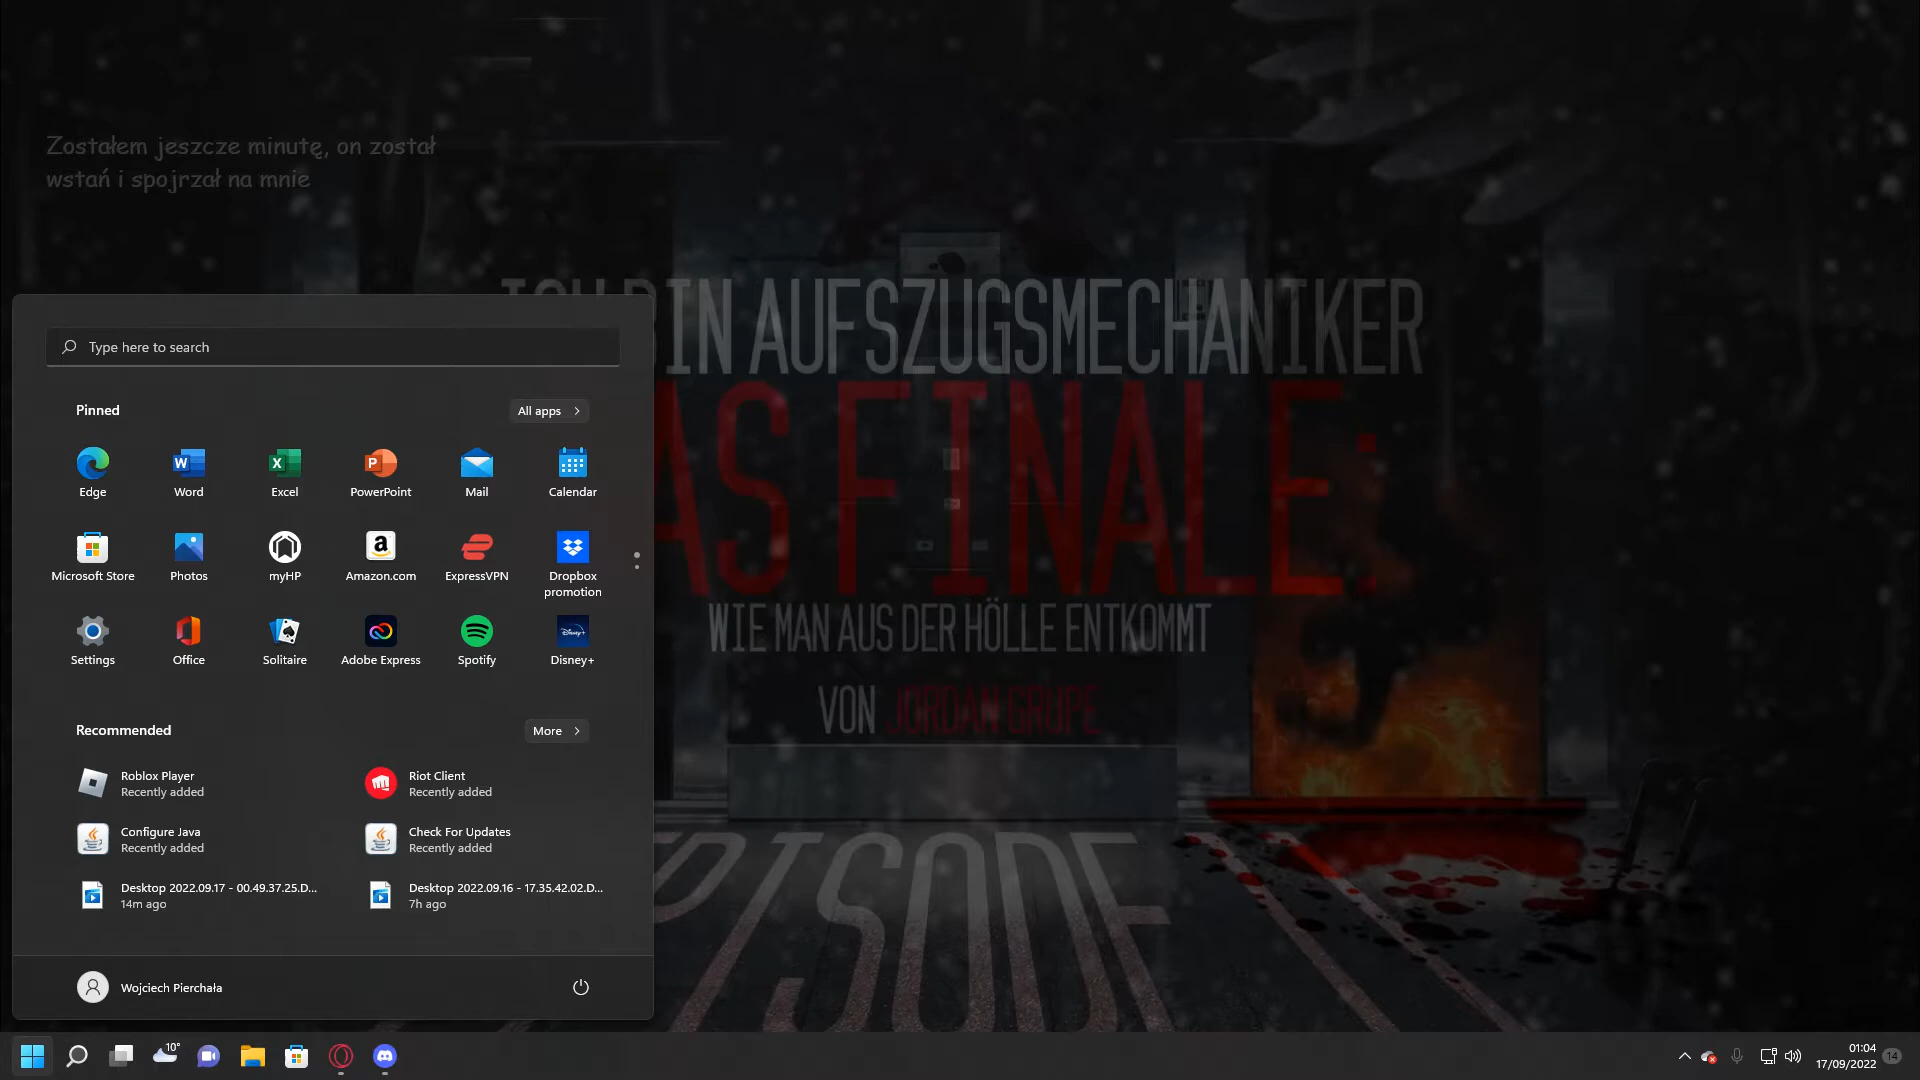 Zostałem jeszcze minutę, on został
wstań i spojrzał na mnie
IN AUFSZUGSMECHANIKER
AS FINALE:
WIE MAN AUS DER HÖLLE ENTKOMMT
VON JORDAN GRUPE
PISODE
Type here to search
Pinned
All apps
Edge
Word
Excel
PowerPoint
Mail
Calendar
Microsoft Store
Photos
myHP
Amazon.com
ExpressVPN
Dropbox
promotion
Settings
Office
Solitaire
Adobe Express
Spotify
Disney+
Recommended
More
Roblox Player
Recently added
Riot Client
Recently added
Configure Java
Recently added
Check For Updates
Recently added
Desktop 2022.09.17 - 00.49.37.25.D...
14m ago
Desktop 2022.09.16 - 17.35.42.02.D...
7h ago
Wojciech Pierchała
10°
01:04
17/09/2022
14